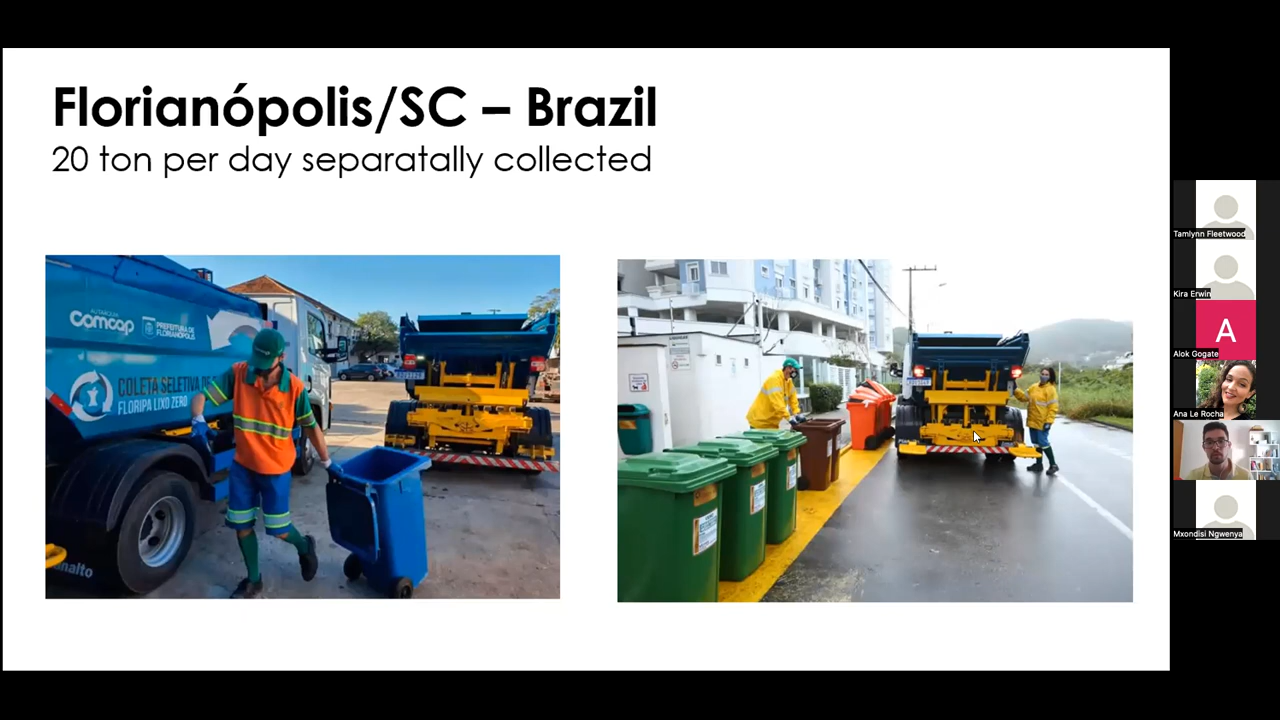 Florianópolis/SC – Brazil
20 ton per day separatally collected
comcap
PREFEITURA DE
FLORIANÓPOLIS
COLETA SELETIVA DE
FLORIPA LIXO ZERO
Tamlynn Fleetwood
Kira Erwin
A
Alok Gogate
Ana Le Rocha
Mxondisi Ngwenya